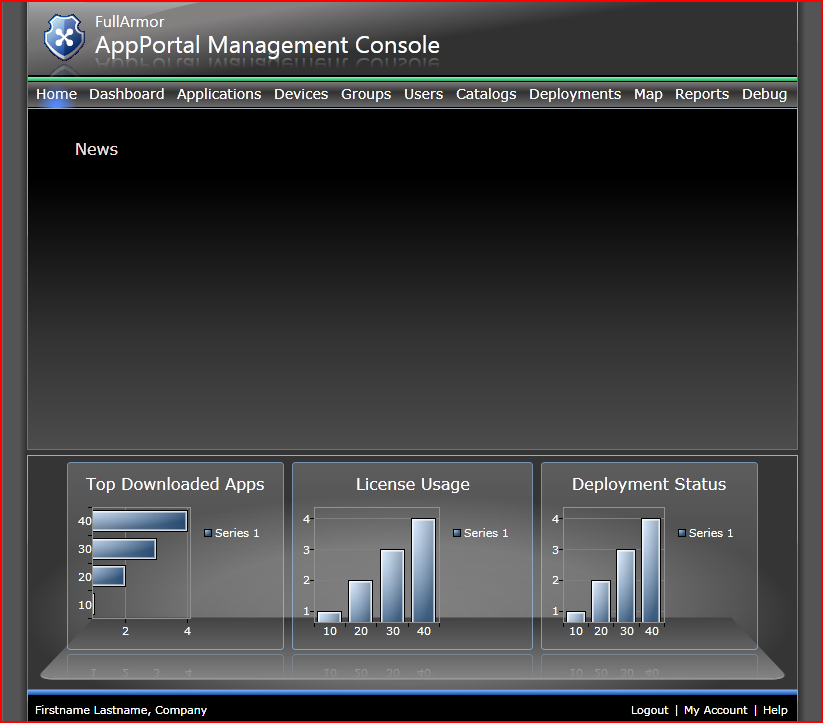 FullArmor
AppPortal Management Console
Home Dashboard Applications Devices Groups Users Catalogs Deployments Map Reports Debug
News
Top Downloaded Apps
40
30
20
10
2 4
Series 1
License Usage
4
3
2
1
10 20 30 40
Series 1
Deployment Status
4
3
2
1
10 20 30 40
Series 1
Firstname Lastname, Company
Logout | My Account | Help